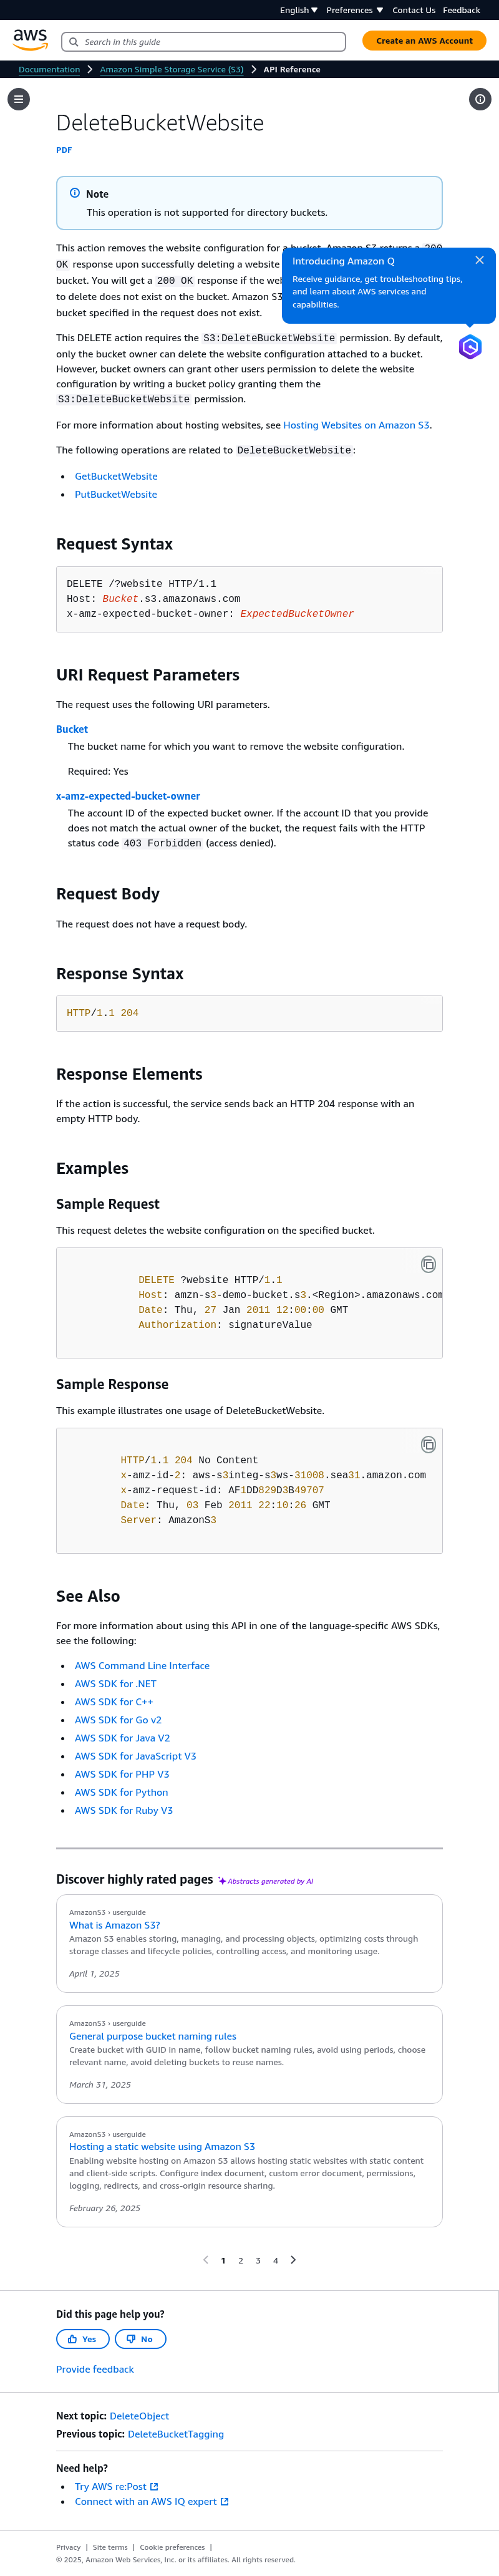 English Preferences Contact Us Feedback
aws
Search in this guide
Create an AWS Account
Documentation Amazon Simple Storage Service (S3) API Reference
DeleteBucketWebsite
PDF
Note
This operation is not supported for directory buckets.
This action removes the website configuration for a bucket. Amazon S3 returns a 200
OK response upon successfully deleting a website
bucket. You will get a 200 OK response if the web
to delete does not exist on the bucket. Amazon S3
bucket specified in the request does not exist.
Introducing Amazon Q
Receive guidance, get troubleshooting tips,
and learn about AWS services and
capabilities.
This DELETE action requires the S3:DeleteBucketWebsite permission. By default,
only the bucket owner can delete the website configuration attached to a bucket.
However, bucket owners can grant other users permission to delete the website
configuration by writing a bucket policy granting them the
S3:DeleteBucketWebsite permission.
For more information about hosting websites, see Hosting Websites on Amazon S3.
The following operations are related to DeleteBucketWebsite:
• GetBucketWebsite
• PutBucketWebsite
Request Syntax
DELETE /?website HTTP/1.1
Host: Bucket.s3.amazonaws.com
x-amz-expected-bucket-owner: ExpectedBucketOwner
URI Request Parameters
The request uses the following URI parameters.
Bucket
The bucket name for which you want to remove the website configuration.
Required: Yes
x-amz-expected-bucket-owner
The account ID of the expected bucket owner. If the account ID that you provide
does not match the actual owner of the bucket, the request fails with the HTTP
status code 403 Forbidden (access denied).
Request Body
The request does not have a request body.
Response Syntax
HTTP/1.1 204
Response Elements
If the action is successful, the service sends back an HTTP 204 response with an
empty HTTP body.
Examples
Sample Request
This request deletes the website configuration on the specified bucket.
DELETE ?website HTTP/1.1
Host: amzn-s3-demo-bucket.s3.<Region>.amazonaws.com
Date: Thu, 27 Jan 2011 12:00:00 GMT
Authorization: signatureValue
Sample Response
This example illustrates one usage of DeleteBucketWebsite.
HTTP/1.1 204 No Content
x-amz-id-2: aws-s3integ-s3ws-31008.sea31.amazon.com
x-amz-request-id: AF1DD829D3B49707
Date: Thu, 03 Feb 2011 22:10:26 GMT
Server: AmazonS3
See Also
For more information about using this API in one of the language-specific AWS SDKs,
see the following:
• AWS Command Line Interface
• AWS SDK for .NET
• AWS SDK for C++
• AWS SDK for Go v2
• AWS SDK for Java V2
• AWS SDK for JavaScript V3
• AWS SDK for PHP V3
• AWS SDK for Python
• AWS SDK for Ruby V3
Discover highly rated pages Abstracts generated by AI
AmazonS3 › userguide
What is Amazon S3?
Amazon S3 enables storing, managing, and processing objects, optimizing costs through
storage classes and lifecycle policies, controlling access, and monitoring usage.
April 1, 2025
AmazonS3 › userguide
General purpose bucket naming rules
Create bucket with GUID in name, follow bucket naming rules, avoid using periods, choose
relevant name, avoid deleting buckets to reuse names.
March 31, 2025
AmazonS3 › userguide
Hosting a static website using Amazon S3
Enabling website hosting on Amazon S3 allows hosting static websites with static content
and client-side scripts. Configure index document, custom error document, permissions,
logging, redirects, and cross-origin resource sharing.
February 26, 2025
1 2 3 4
Did this page help you?
Yes No
Provide feedback
Next topic: DeleteObject
Previous topic: DeleteBucketTagging
Need help?
• Try AWS re:Post
• Connect with an AWS IQ expert
Privacy | Site terms | Cookie preferences |
© 2025, Amazon Web Services, Inc. or its affiliates. All rights reserved.